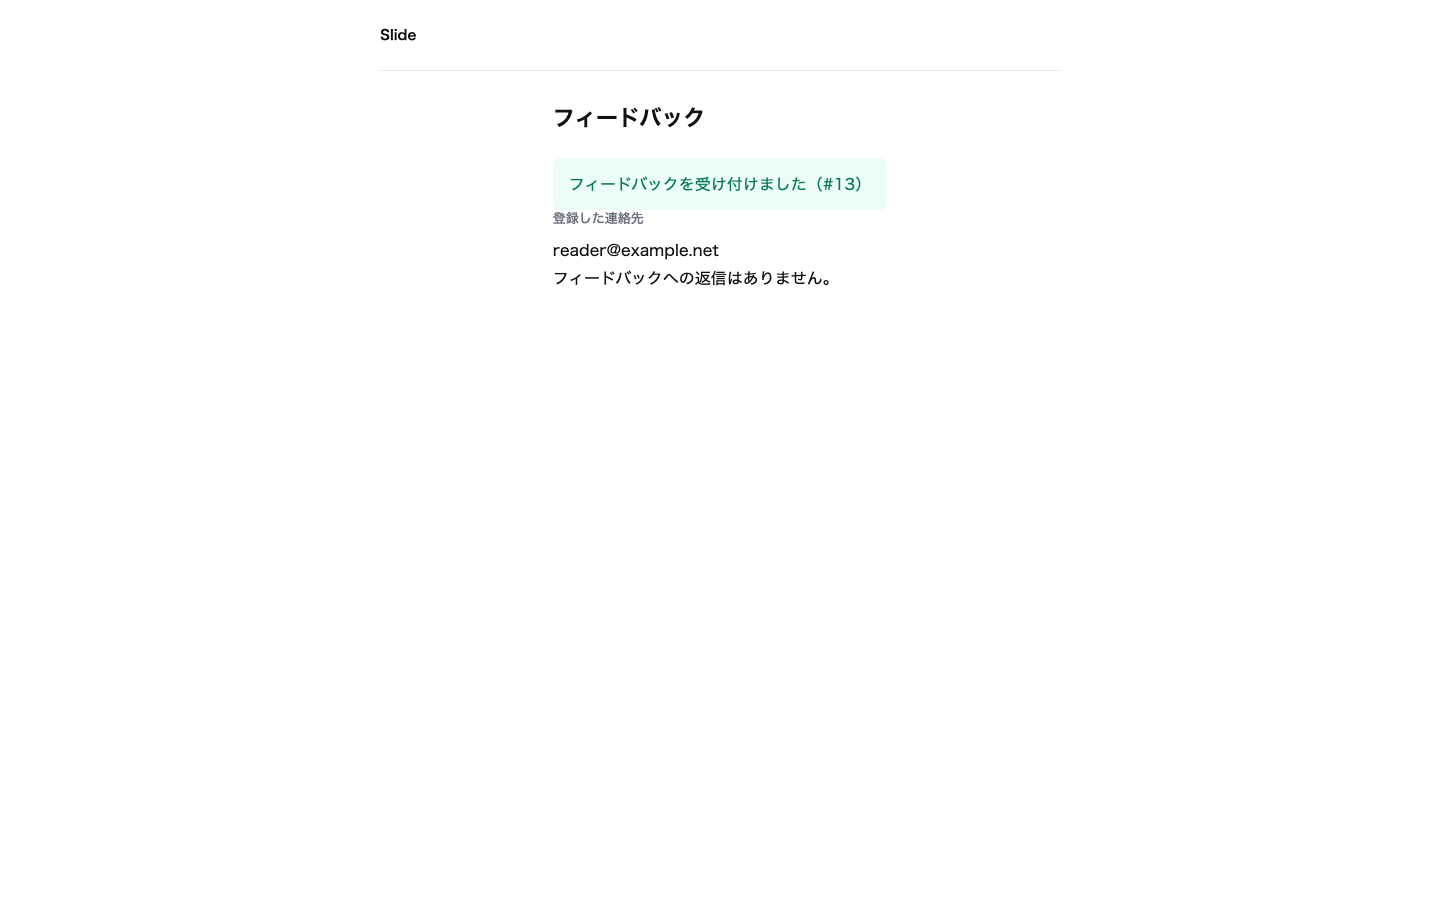 Slide
フィードバック
フィードバックを受け付けました（#13）
登録した連絡先
reader@example.net
フィードバックへの返信はありません。